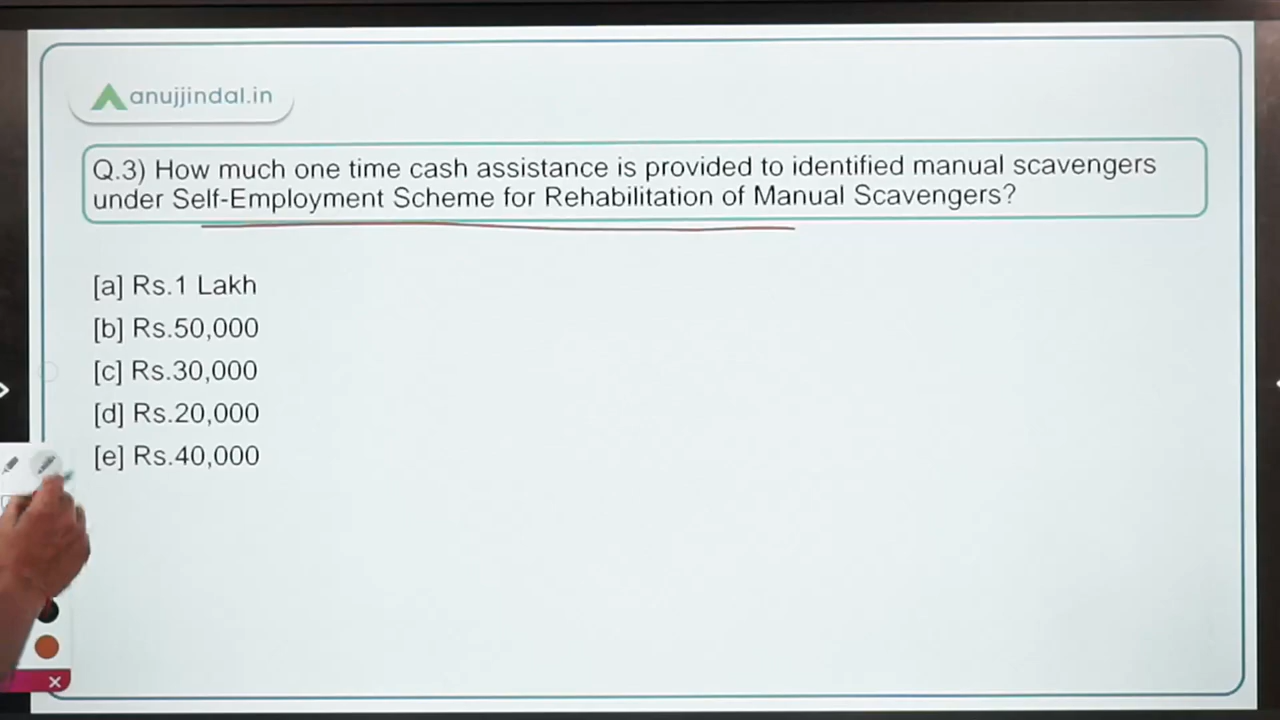 anujjindal.in
Q.3) How much one time cash assistance is provided to identified manual scavengers
under Self-Employment Scheme for Rehabilitation of Manual Scavengers?
[a] Rs.1 Lakh
[b] Rs.50,000
[c] Rs.30,000
[d] Rs.20,000
[e] Rs.40,000